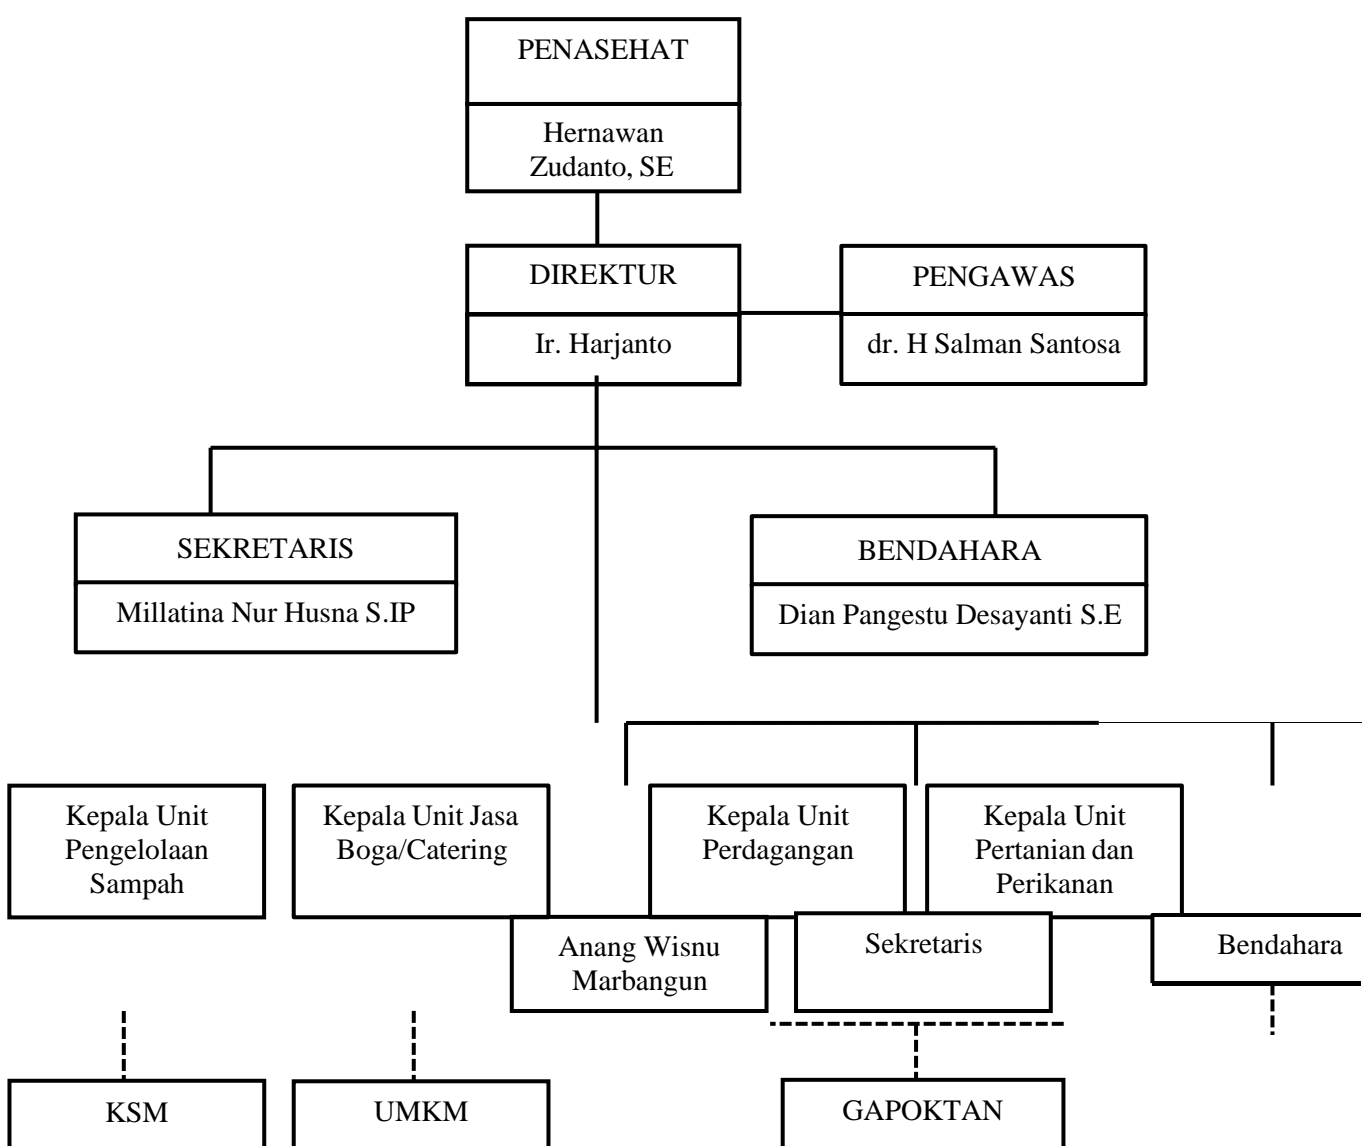 PENASEHAT
Hernawan
Zudanto, SE
DIREKTUR
Ir. Harjanto
PENGAWAS
dr. H Salman Santosa
SEKRETARIS
Millatina Nur Husna S.IP
BENDAHARA
Dian Pangestu Desayanti S.E
Kepala Unit
Pengelolaan
Sampah
Kepala Unit Jasa
Boga/Catering
Kepala Unit
Perdagangan
Kepala Unit
Pertanian dan
Perikanan
Anang Wisnu
Marbangun
Sekretaris
Bendahara
KSM
UMKM
GAPOKTAN